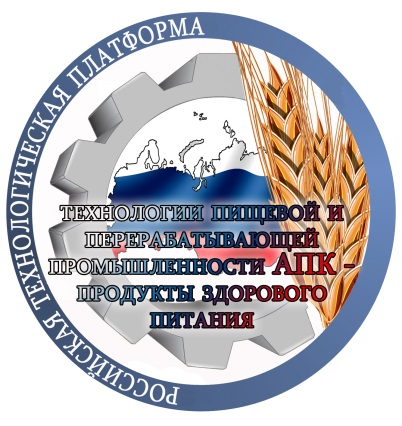 РОССИЙСКАЯ ТЕХНОЛОГИЧЕСКАЯ ПЛАТФОРМА
ТЕХНОЛОГИИ ПИЩЕВОЙ И
ПЕРЕРАБАТЫВАЮЩЕЙ
ПРОМЫШЛЕННОСТИ АПК –
ПРОДУКТЫ ЗДОРОВОГО
ПИТАНИЯ